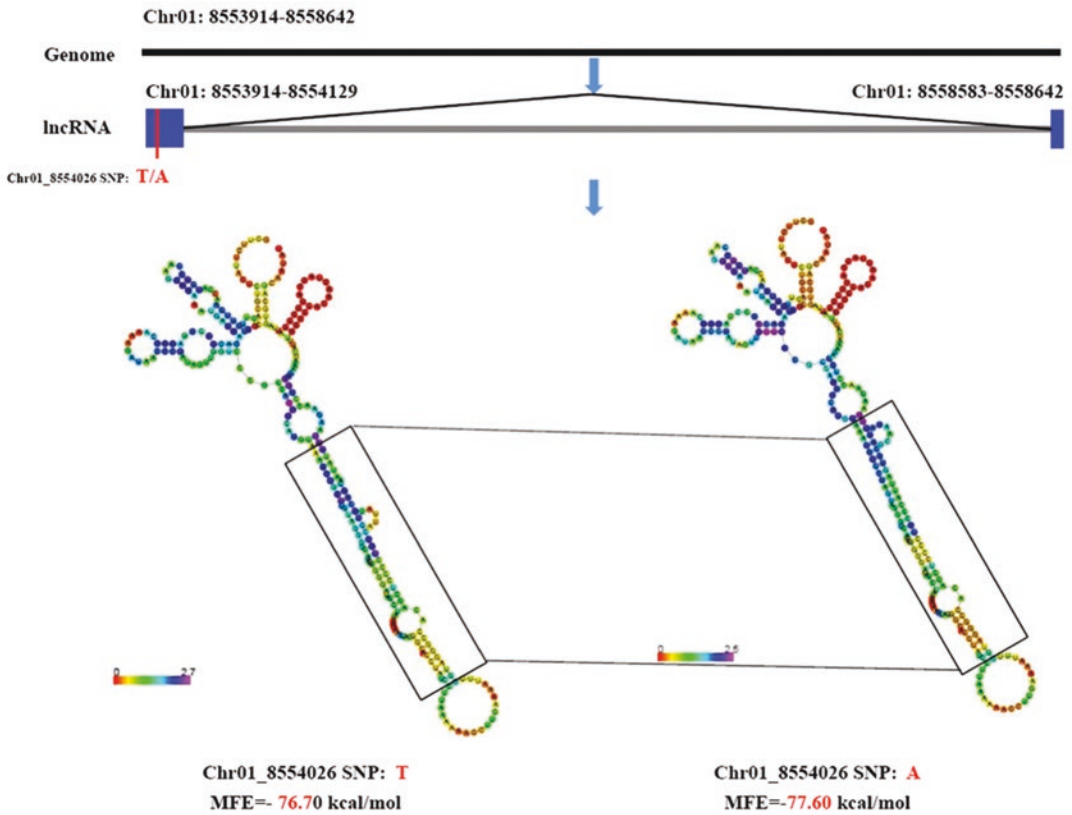 Chr01: 8553914-8558642
Genome
Chr01: 8553914-8554129
Chr01: 8558583-8558642
lncRNA
Chr01_8554026 SNP: T/A
0 2.7
0 2.6
Chr01_8554026 SNP: T
Chr01_8554026 SNP: A
MFE=- 76.70 kcal/mol
MFE=-77.60 kcal/mol